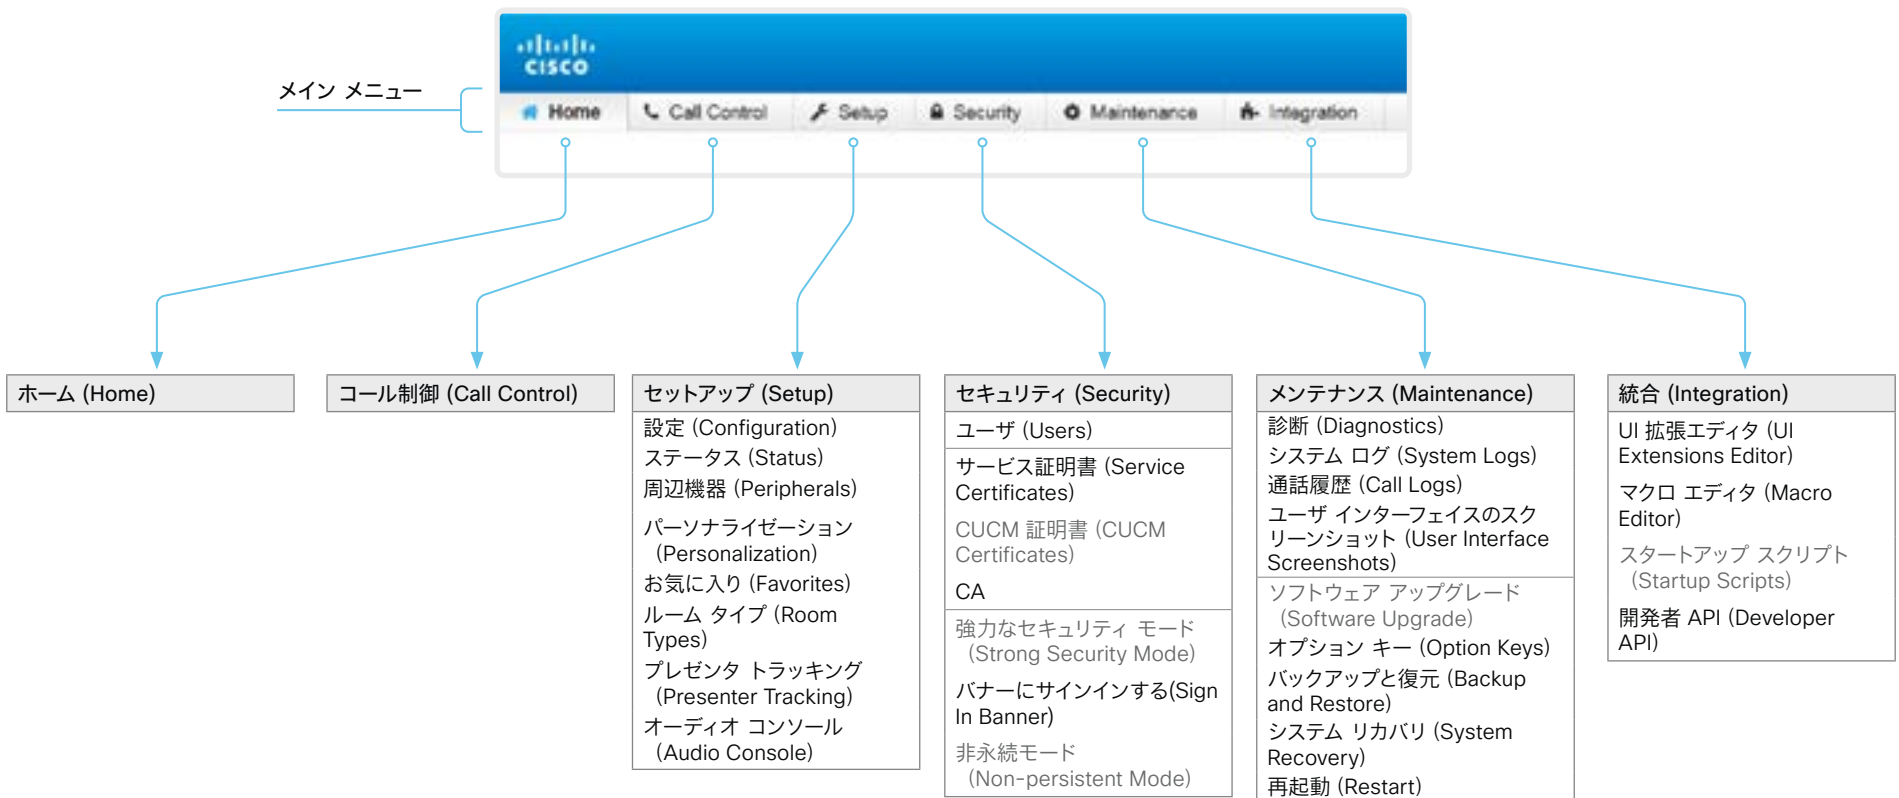 CISCO
メイン メニュー
Home
Call Control
Setup
Security
Maintenance
Integration
ホーム (Home)
コール制御 (Call Control)
セットアップ (Setup)
設定 (Configuration)
ステータス (Status)
周辺機器 (Peripherals)
パーソナライゼーション
(Personalization)
お気に入り (Favorites)
ルーム タイプ (Room
Types)
プレゼンタ トラッキング
(Presenter Tracking)
オーディオ コンソール
(Audio Console)
セキュリティ (Security)
ユーザ (Users)
サービス証明書 (Service
Certificates)
CUCM 証明書 (CUCM
Certificates)
CA
強力なセキュリティ モード
(Strong Security Mode)
バナーにサインインする(Sign
In Banner)
非永続モード
(Non-persistent Mode)
メンテナンス (Maintenance)
診断 (Diagnostics)
システム ログ (System Logs)
通話履歴 (Call Logs)
ユーザ インターフェイスのスク
リーンショット (User Interface
Screenshots)
ソフトウェア アップグレード
(Software Upgrade)
オプション キー (Option Keys)
バックアップと復元 (Backup
and Restore)
システム リカバリ (System
Recovery)
再起動 (Restart)
統合 (Integration)
UI 拡張エディタ (UI
Extensions Editor)
マクロ エディタ (Macro
Editor)
スタートアップ スクリプト
(Startup Scripts)
開発者 API (Developer
API)